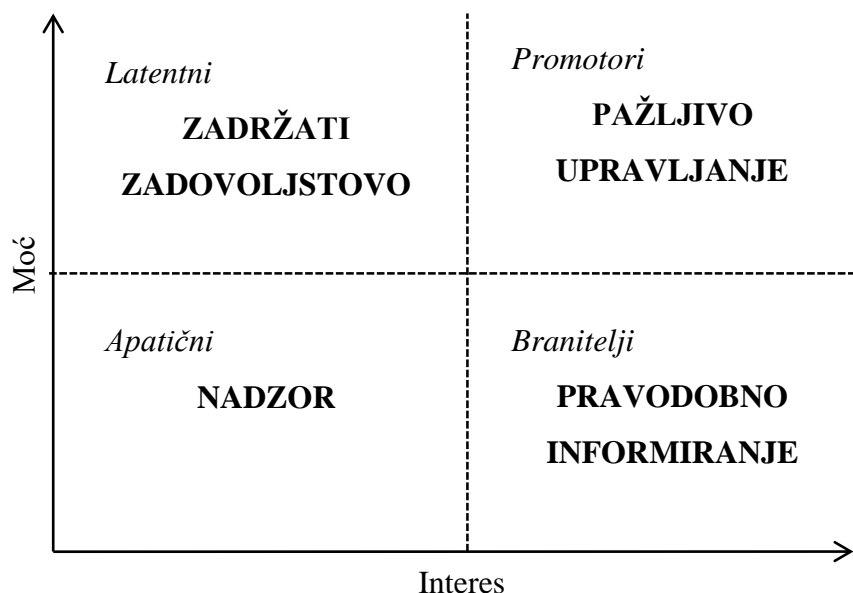 Latentni
ZADRŽATI
ZADOVOLJSTOVO
Promotori
PAŽLJIVO
UPRAVLJANJE
Moć
Apatični
NADZOR
Branitelji
PRAVODOBNO
INFORMIRANJE
Interes